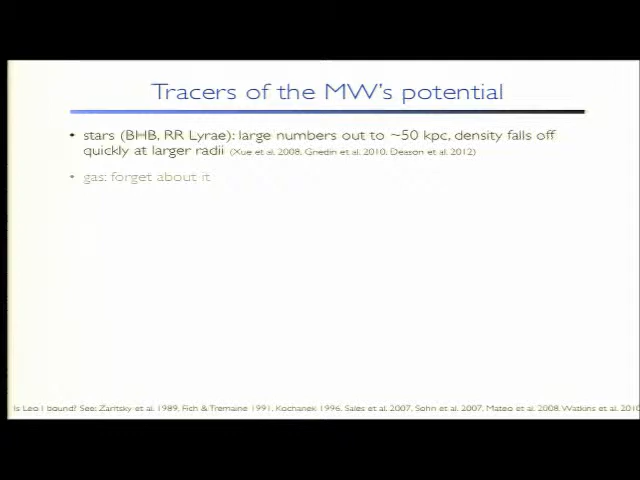 Tracers of the MW's potential
• stars (BHB, RR Lyrae): large numbers out to ~50 kpc, density falls off
quickly at larger radii (Xue et al. 2008, Gnedin et al. 2010, Deason et al. 2012)
• gas: forget about it
Is Leo I bound? See: Zaritsky et al. 1989, Fich & Tremaine 1991, Kochanek 1996, Sales et al. 2007, Sohn et al. 2007, Mateo et al. 2008, Watkins et al. 2010